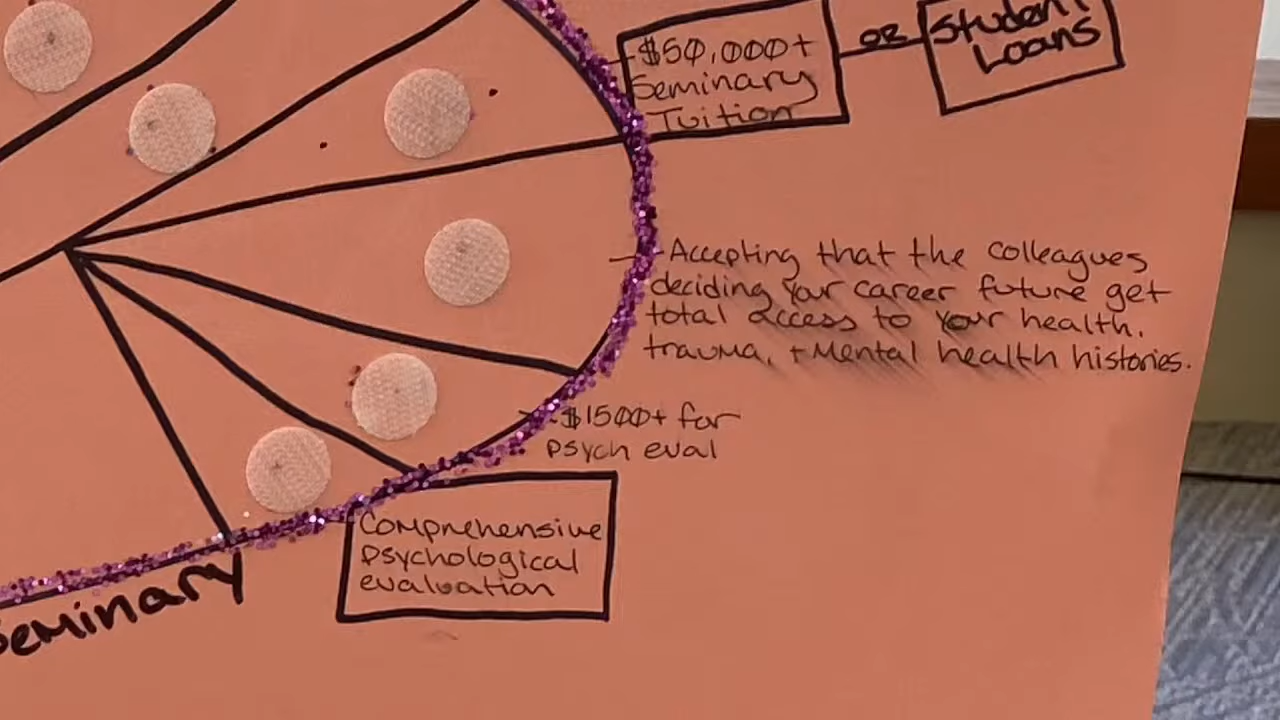 $50,000+
Seminary
Tuition
OR
Student
Loans
-Accepting that the colleagues
deciding your career future get
total access to your health,
trauma, + Mental health histories.
-$1500+ for
psych eval
Comprehensive
psychological
evaluation
Seminary